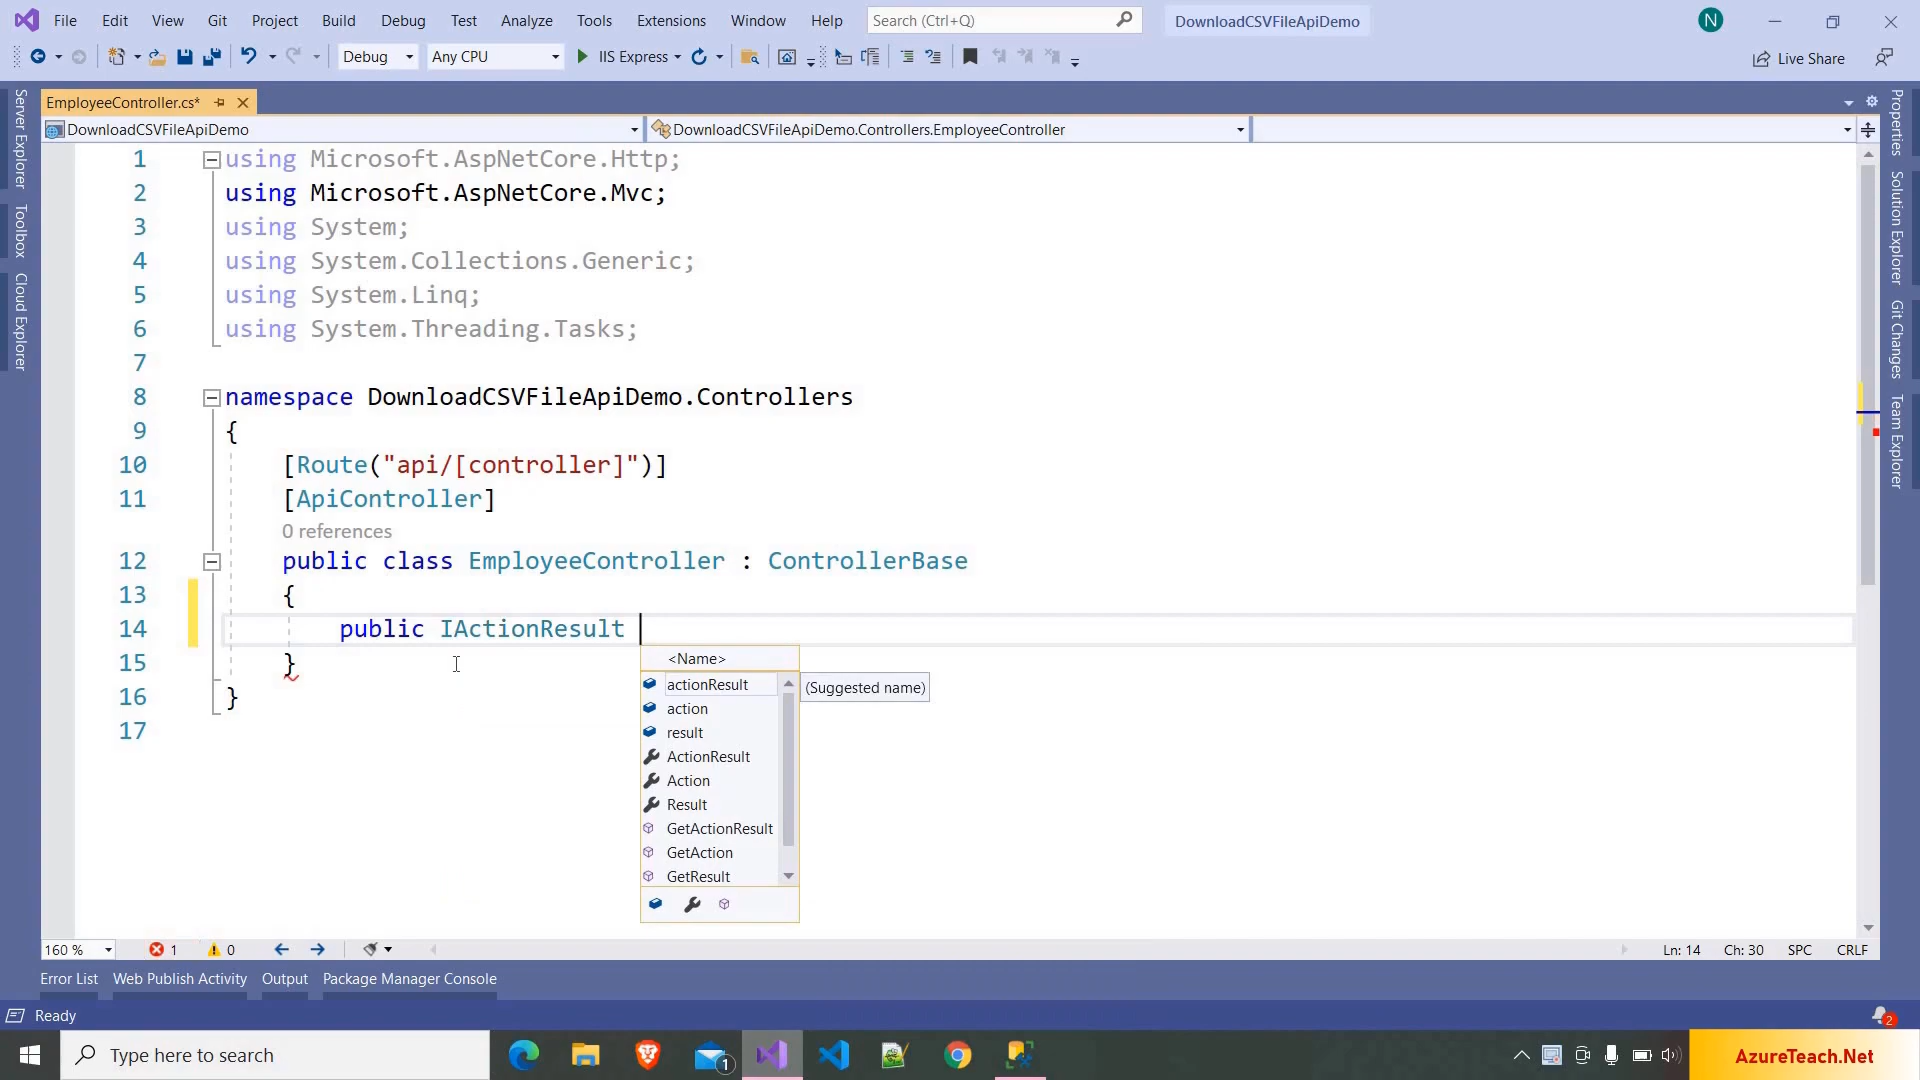 File Edit View Git Project Build Debug Test Analyze Tools Extensions Window Help Search (Ctrl+Q) DownloadCSVFileApiDemo N
Debug Any CPU IIS Express Live Share
EmployeeController.cs*
DownloadCSVFileApiDemo DownloadCSVFileApiDemo.Controllers.EmployeeController
Server Explorer
Toolbox
Cloud Explorer
1 using Microsoft.AspNetCore.Http;
2 using Microsoft.AspNetCore.Mvc;
3 using System;
4 using System.Collections.Generic;
5 using System.Linq;
6 using System.Threading.Tasks;
7
8 namespace DownloadCSVFileApiDemo.Controllers
9 {
10 [Route("api/[controller]")]
11 [ApiController]
0 references
12 public class EmployeeController : ControllerBase
13 {
14 public IActionResult
15 }
16 }
17
<Name>
actionResult
(Suggested name)
action
result
ActionResult
Action
Result
GetActionResult
GetAction
GetResult
Properties
Solution Explorer
Git Changes
Team Explorer
160 % 1 0 Ln: 14 Ch: 30 SPC CRLF
Error List Web Publish Activity Output Package Manager Console
Ready 2
Type here to search 1 AzureTeach.Net